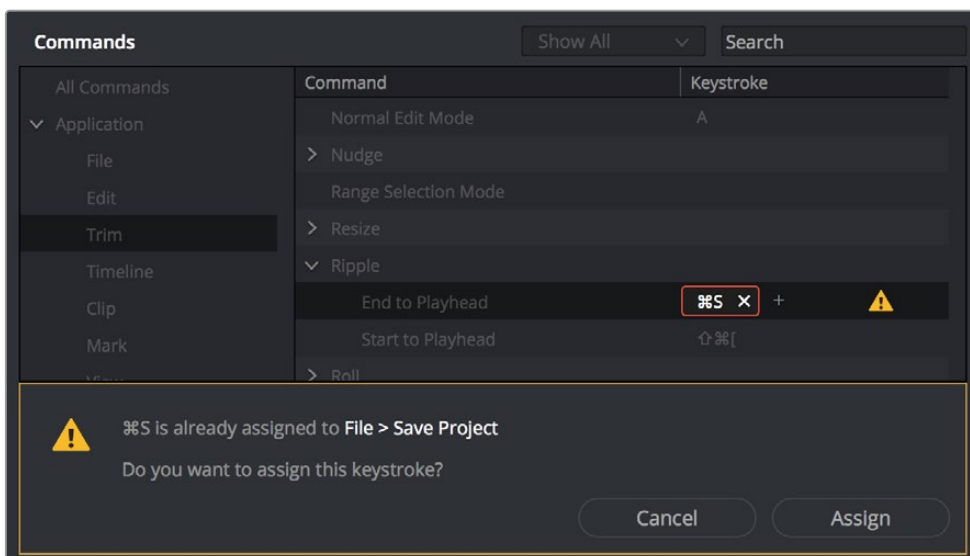 Commands
Show All
Search
All Commands
Application
File
Edit
Trim
Timeline
Clip
Mark
View
Command Keystroke
Normal Edit Mode A
Nudge
Range Selection Mode
Resize
Ripple
End to Playhead ⌘S × +
Start to Playhead ⇧⌘[
Roll
⌘S is already assigned to File > Save Project
Do you want to assign this keystroke?
Cancel
Assign